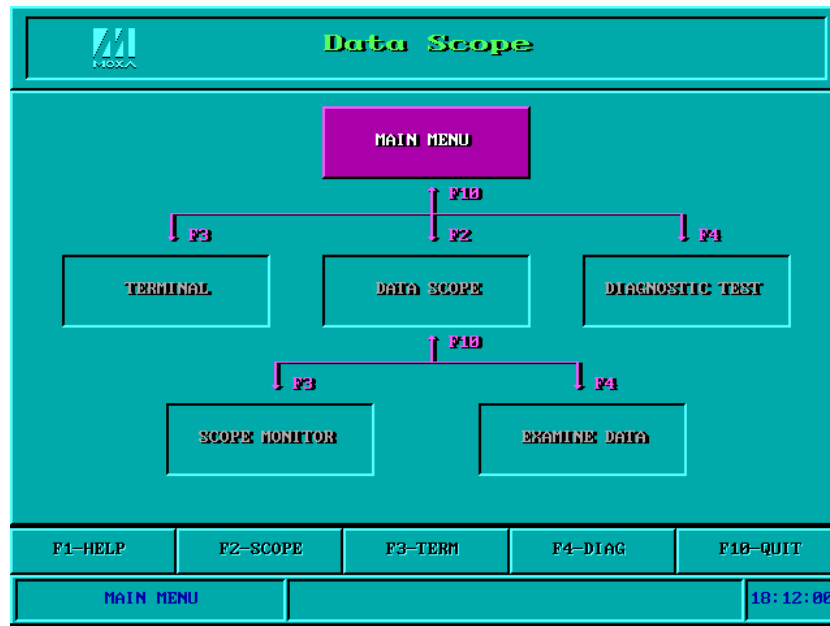 MOXA
Data Scope
MAIN MENU
F10
F3 F2 F4
TERMINAL DATA SCOPE DIAGNOSTIC TEST
F10
F3 F4
SCOPE MONITOR EXAMINE DATA
F1-HELP F2-SCOPE F3-TERM F4-DIAG F10-QUIT
MAIN MENU 18:12:00